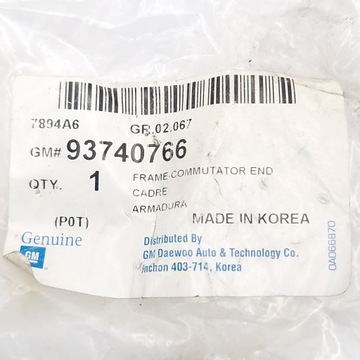 7894A6 GR.02.067
GM# 93740766
QTY. 1 FRAME-COMMUTATOR END
CADRE
ARMADURA
(P0T) MADE IN KOREA
Genuine
GM
Distributed By
GM Daewoo Auto & Technology Co.
Inchon 403-714, Korea
0A066870